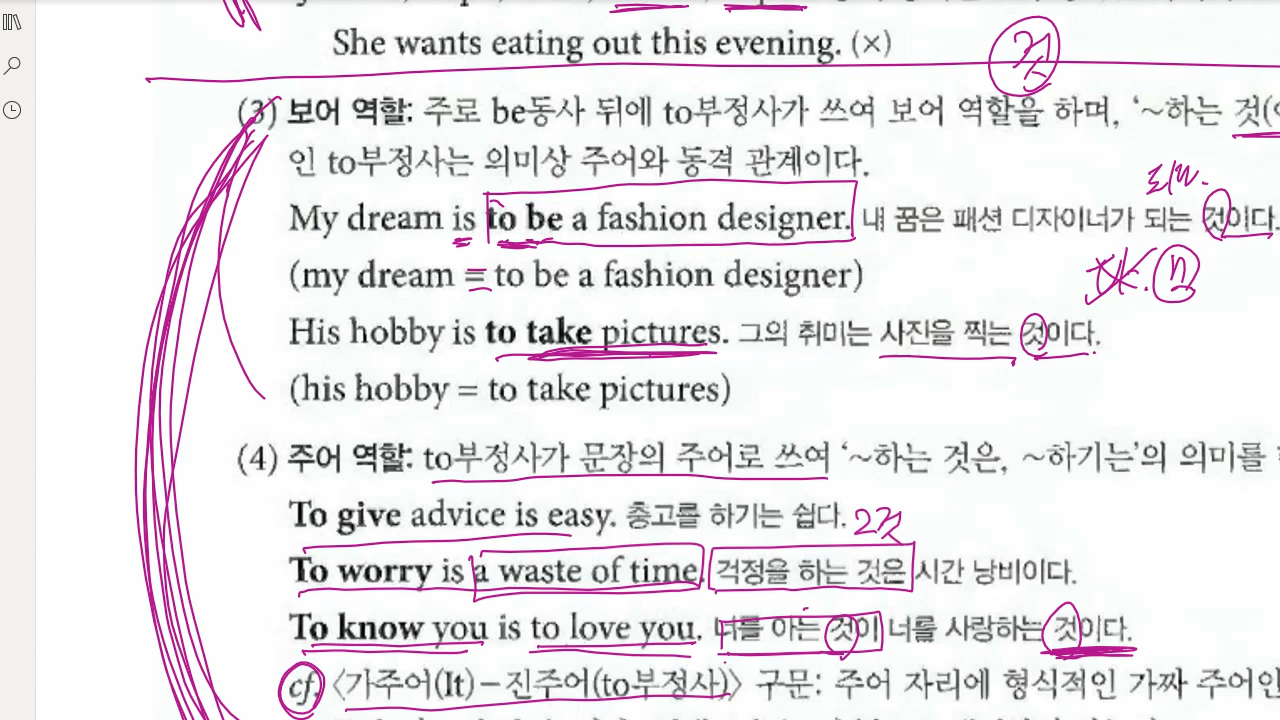 She wants eating out this evening. (×)
것
(3) 보어 역할: 주로 be동사 뒤에 to부정사가 쓰여 보어 역할을 하며, '~하는 것(
인 to부정사는 의미상 주어와 동격 관계이다.
My dream is to be a fashion designer. 내 꿈은 패션 디자이너가 되는 것이다.
(my dream = to be a fashion designer)
n
His hobby is to take pictures. 그의 취미는 사진을 찍는 것이다.
(his hobby = to take pictures)
(4) 주어 역할: to부정사가 문장의 주어로 쓰여 '~하는 것은, ~하기는'의 의미를
To give advice is easy. 충고를 하기는 쉽다.
To worry is a waste of time. 걱정을 하는 것은 시간 낭비이다.
To know you is to love you. 너를 아는 것이 너를 사랑하는 것이다.
cf. 〈가주어(It)－진주어(to부정사)〉 구문: 주어 자리에 형식적인 가짜 주어인